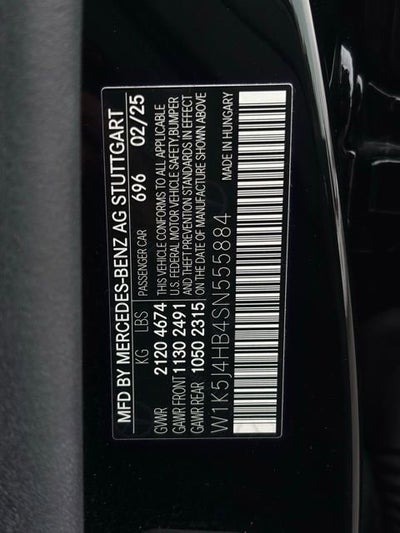 MFD BY MERCEDES-BENZ AG STUTTGART
PASSENGER CAR 696 02/25
KG LBS
GVWR 2120 4674
GAWR FRONT 1130 2491
GAWR REAR 1050 2315
THIS VEHICLE CONFORMS TO ALL APPLICABLE
U.S. FEDERAL MOTOR VEHICLE SAFETY, BUMPER
AND THEFT PREVENTION STANDARDS IN EFFECT
ON THE DATE OF MANUFACTURE SHOWN ABOVE
MADE IN HUNGARY
W1K5J4HB4SN555884